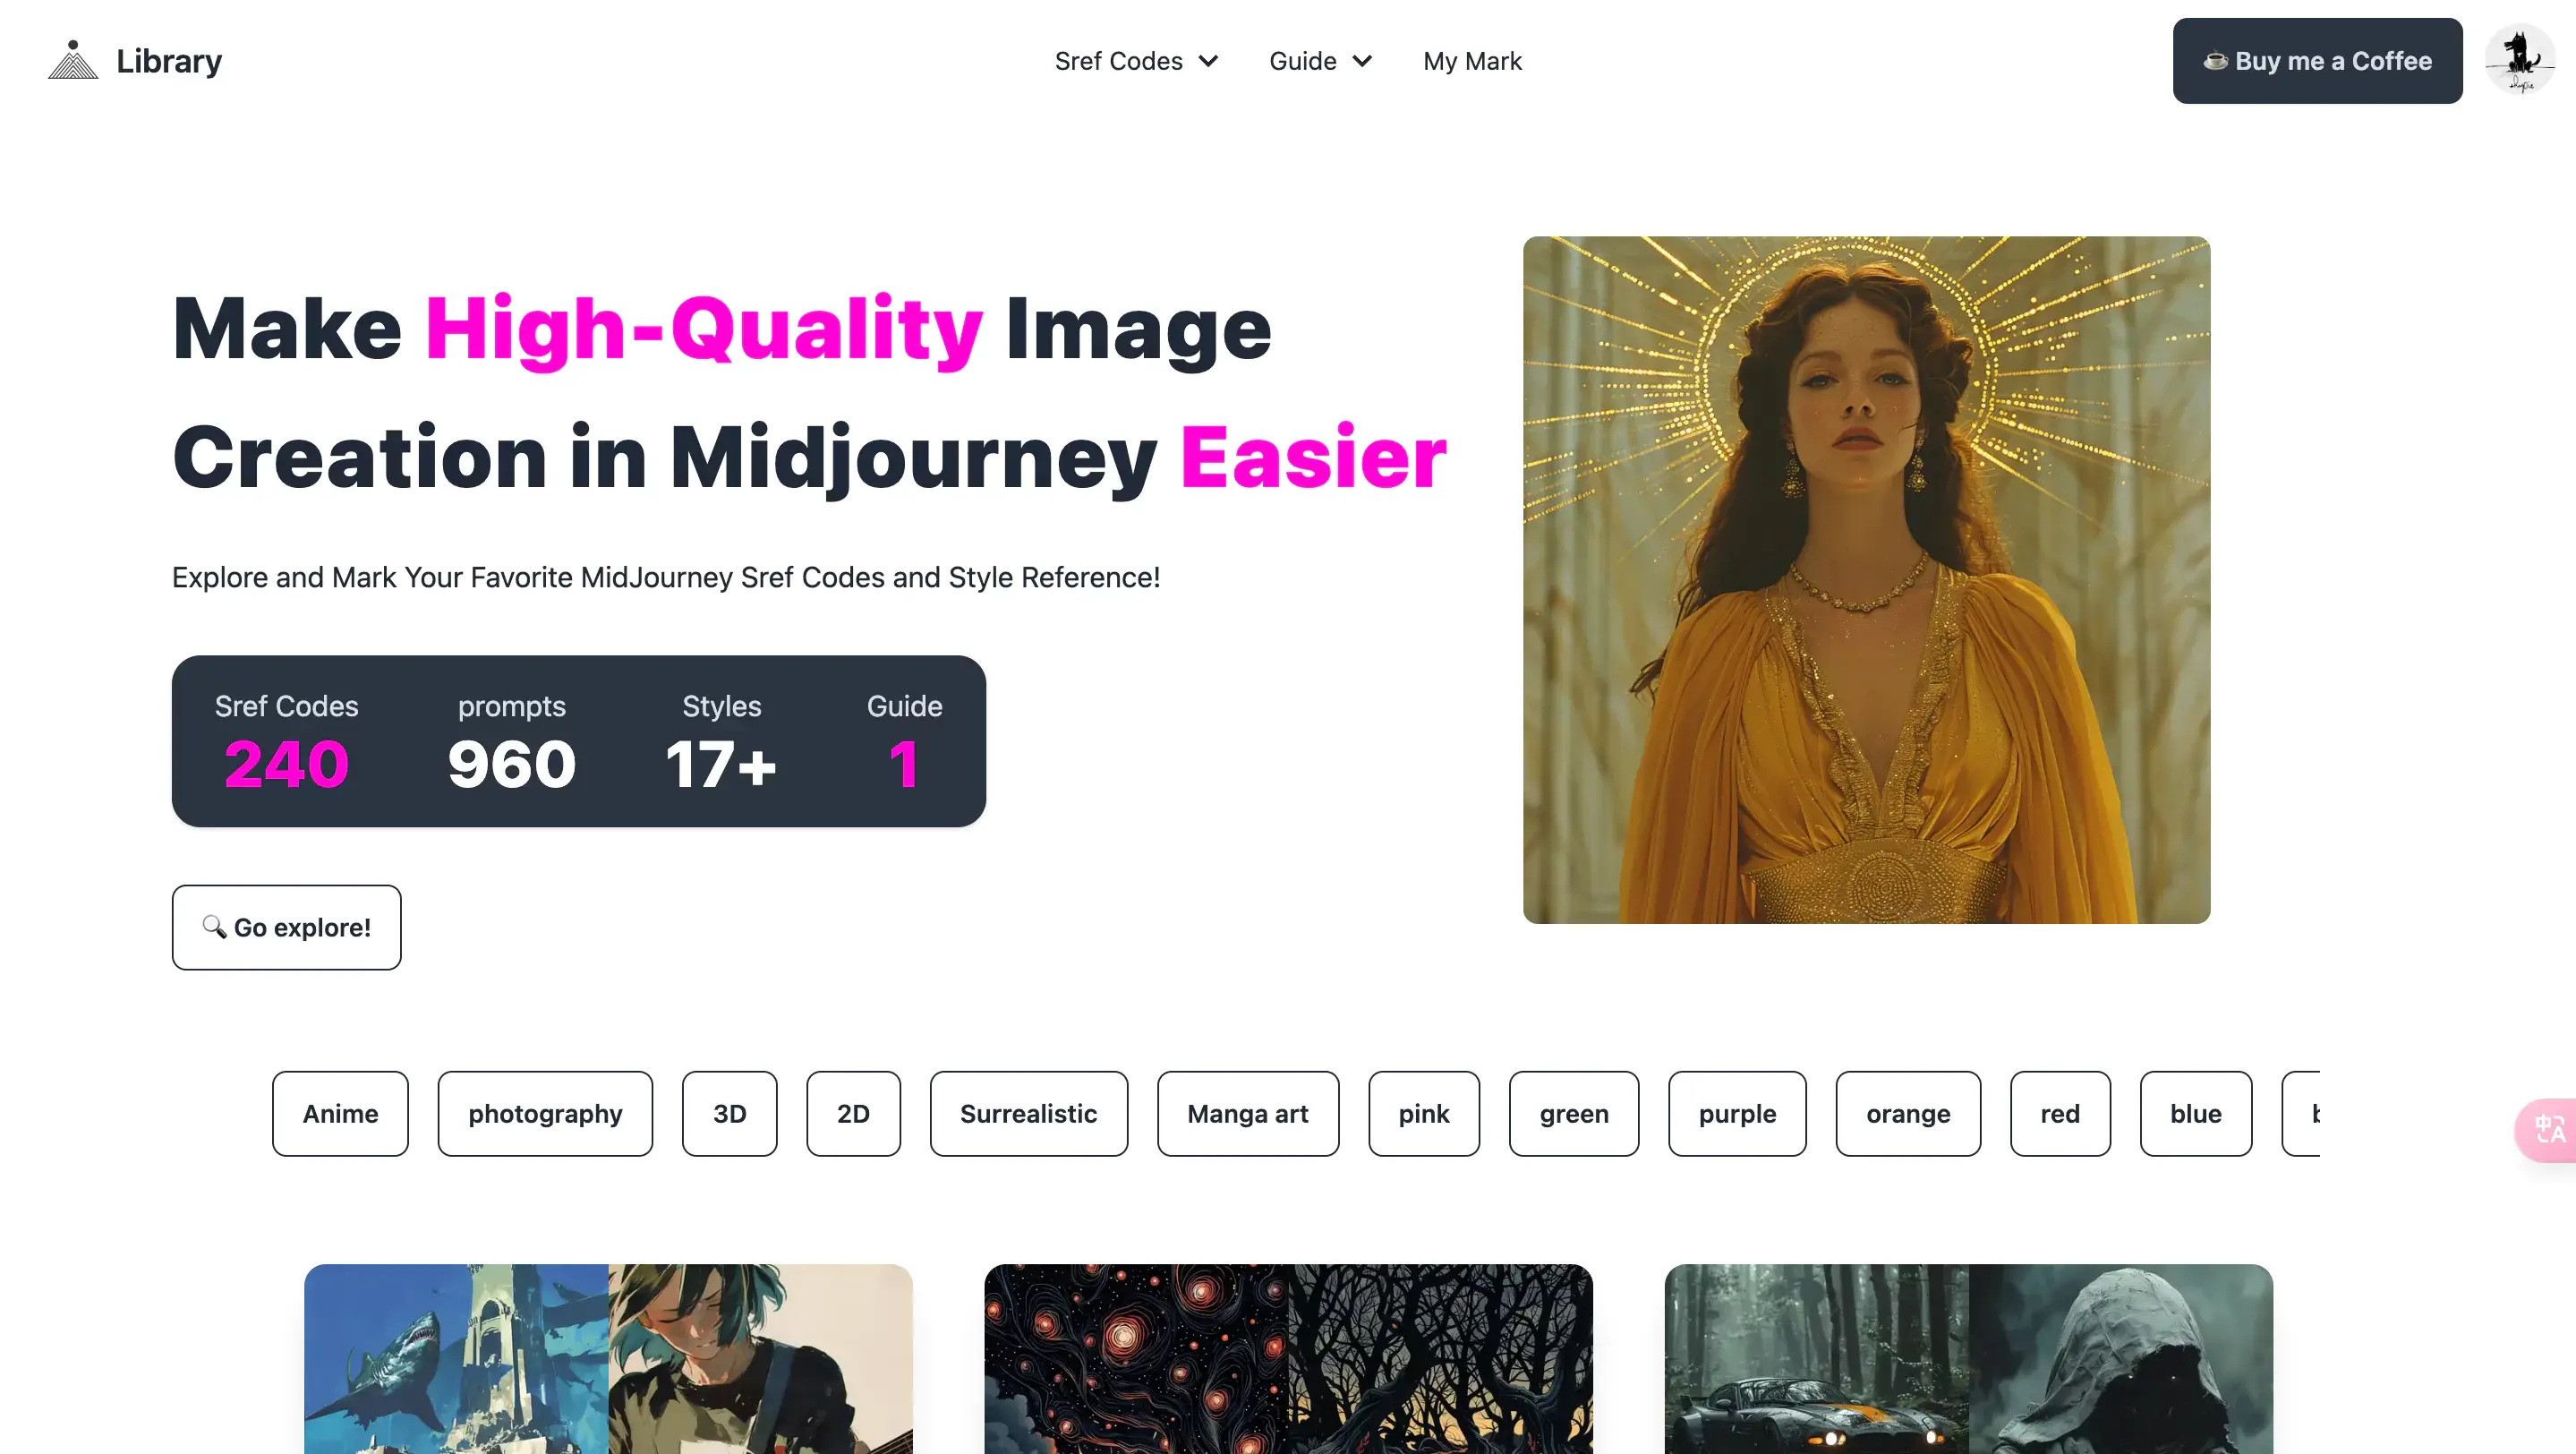 Library
Sref Codes
Guide
My Mark
Buy me a Coffee
Make High-Quality Image
Creation in Midjourney Easier
Explore and Mark Your Favorite MidJourney Sref Codes and Style Reference!
Sref Codes prompts Styles Guide
240 960 17+ 1
Go explore!
Anime photography 3D 2D Surrealistic Manga art pink green purple orange red blue
中A